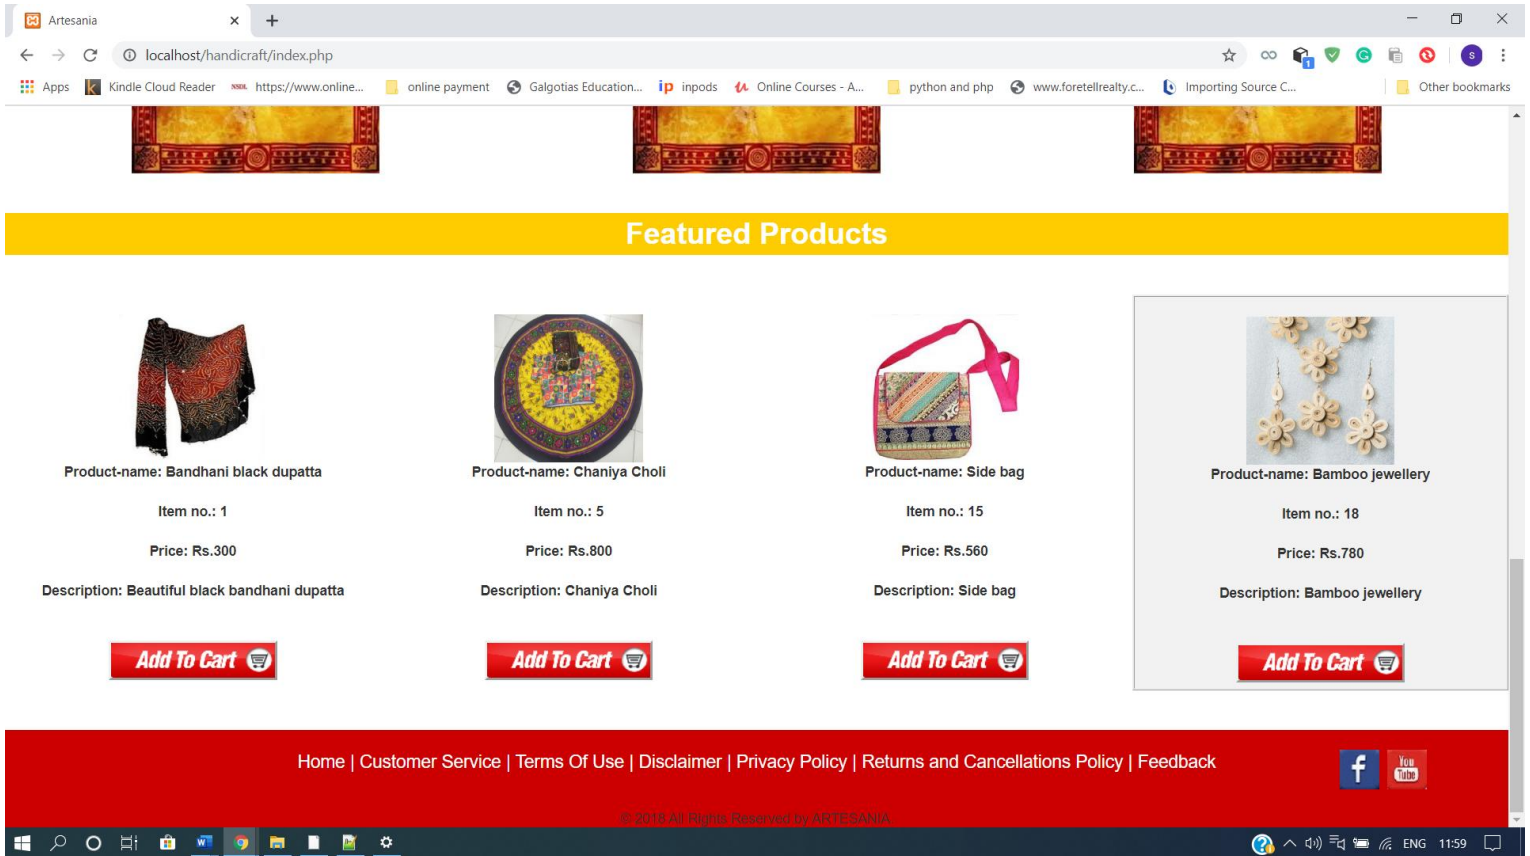 Artesania
localhost/handicraft/index.php
S
1
Apps
Kindle Cloud Reader
NSDL
https://www.online...
online payment
Galgotias Education...
ip inpods
Online Courses - A...
python and php
www.foretellrealty.c...
Importing Source C...
Other bookmarks
Featured Products
Product-name: Bandhani black dupatta
Item no.: 1
Price: Rs.300
Description: Beautiful black bandhani dupatta
Add To Cart
Product-name: Chaniya Choli
Item no.: 5
Price: Rs.800
Description: Chaniya Choli
Add To Cart
Product-name: Side bag
Item no.: 15
Price: Rs.560
Description: Side bag
Add To Cart
Product-name: Bamboo jewellery
Item no.: 18
Price: Rs.780
Description: Bamboo jewellery
Add To Cart
Home | Customer Service | Terms Of Use | Disclaimer | Privacy Policy | Returns and Cancellations Policy | Feedback
f
You
Tube
© 2018 All Rights Reserved by ARTESANIA.
ENG
11:59